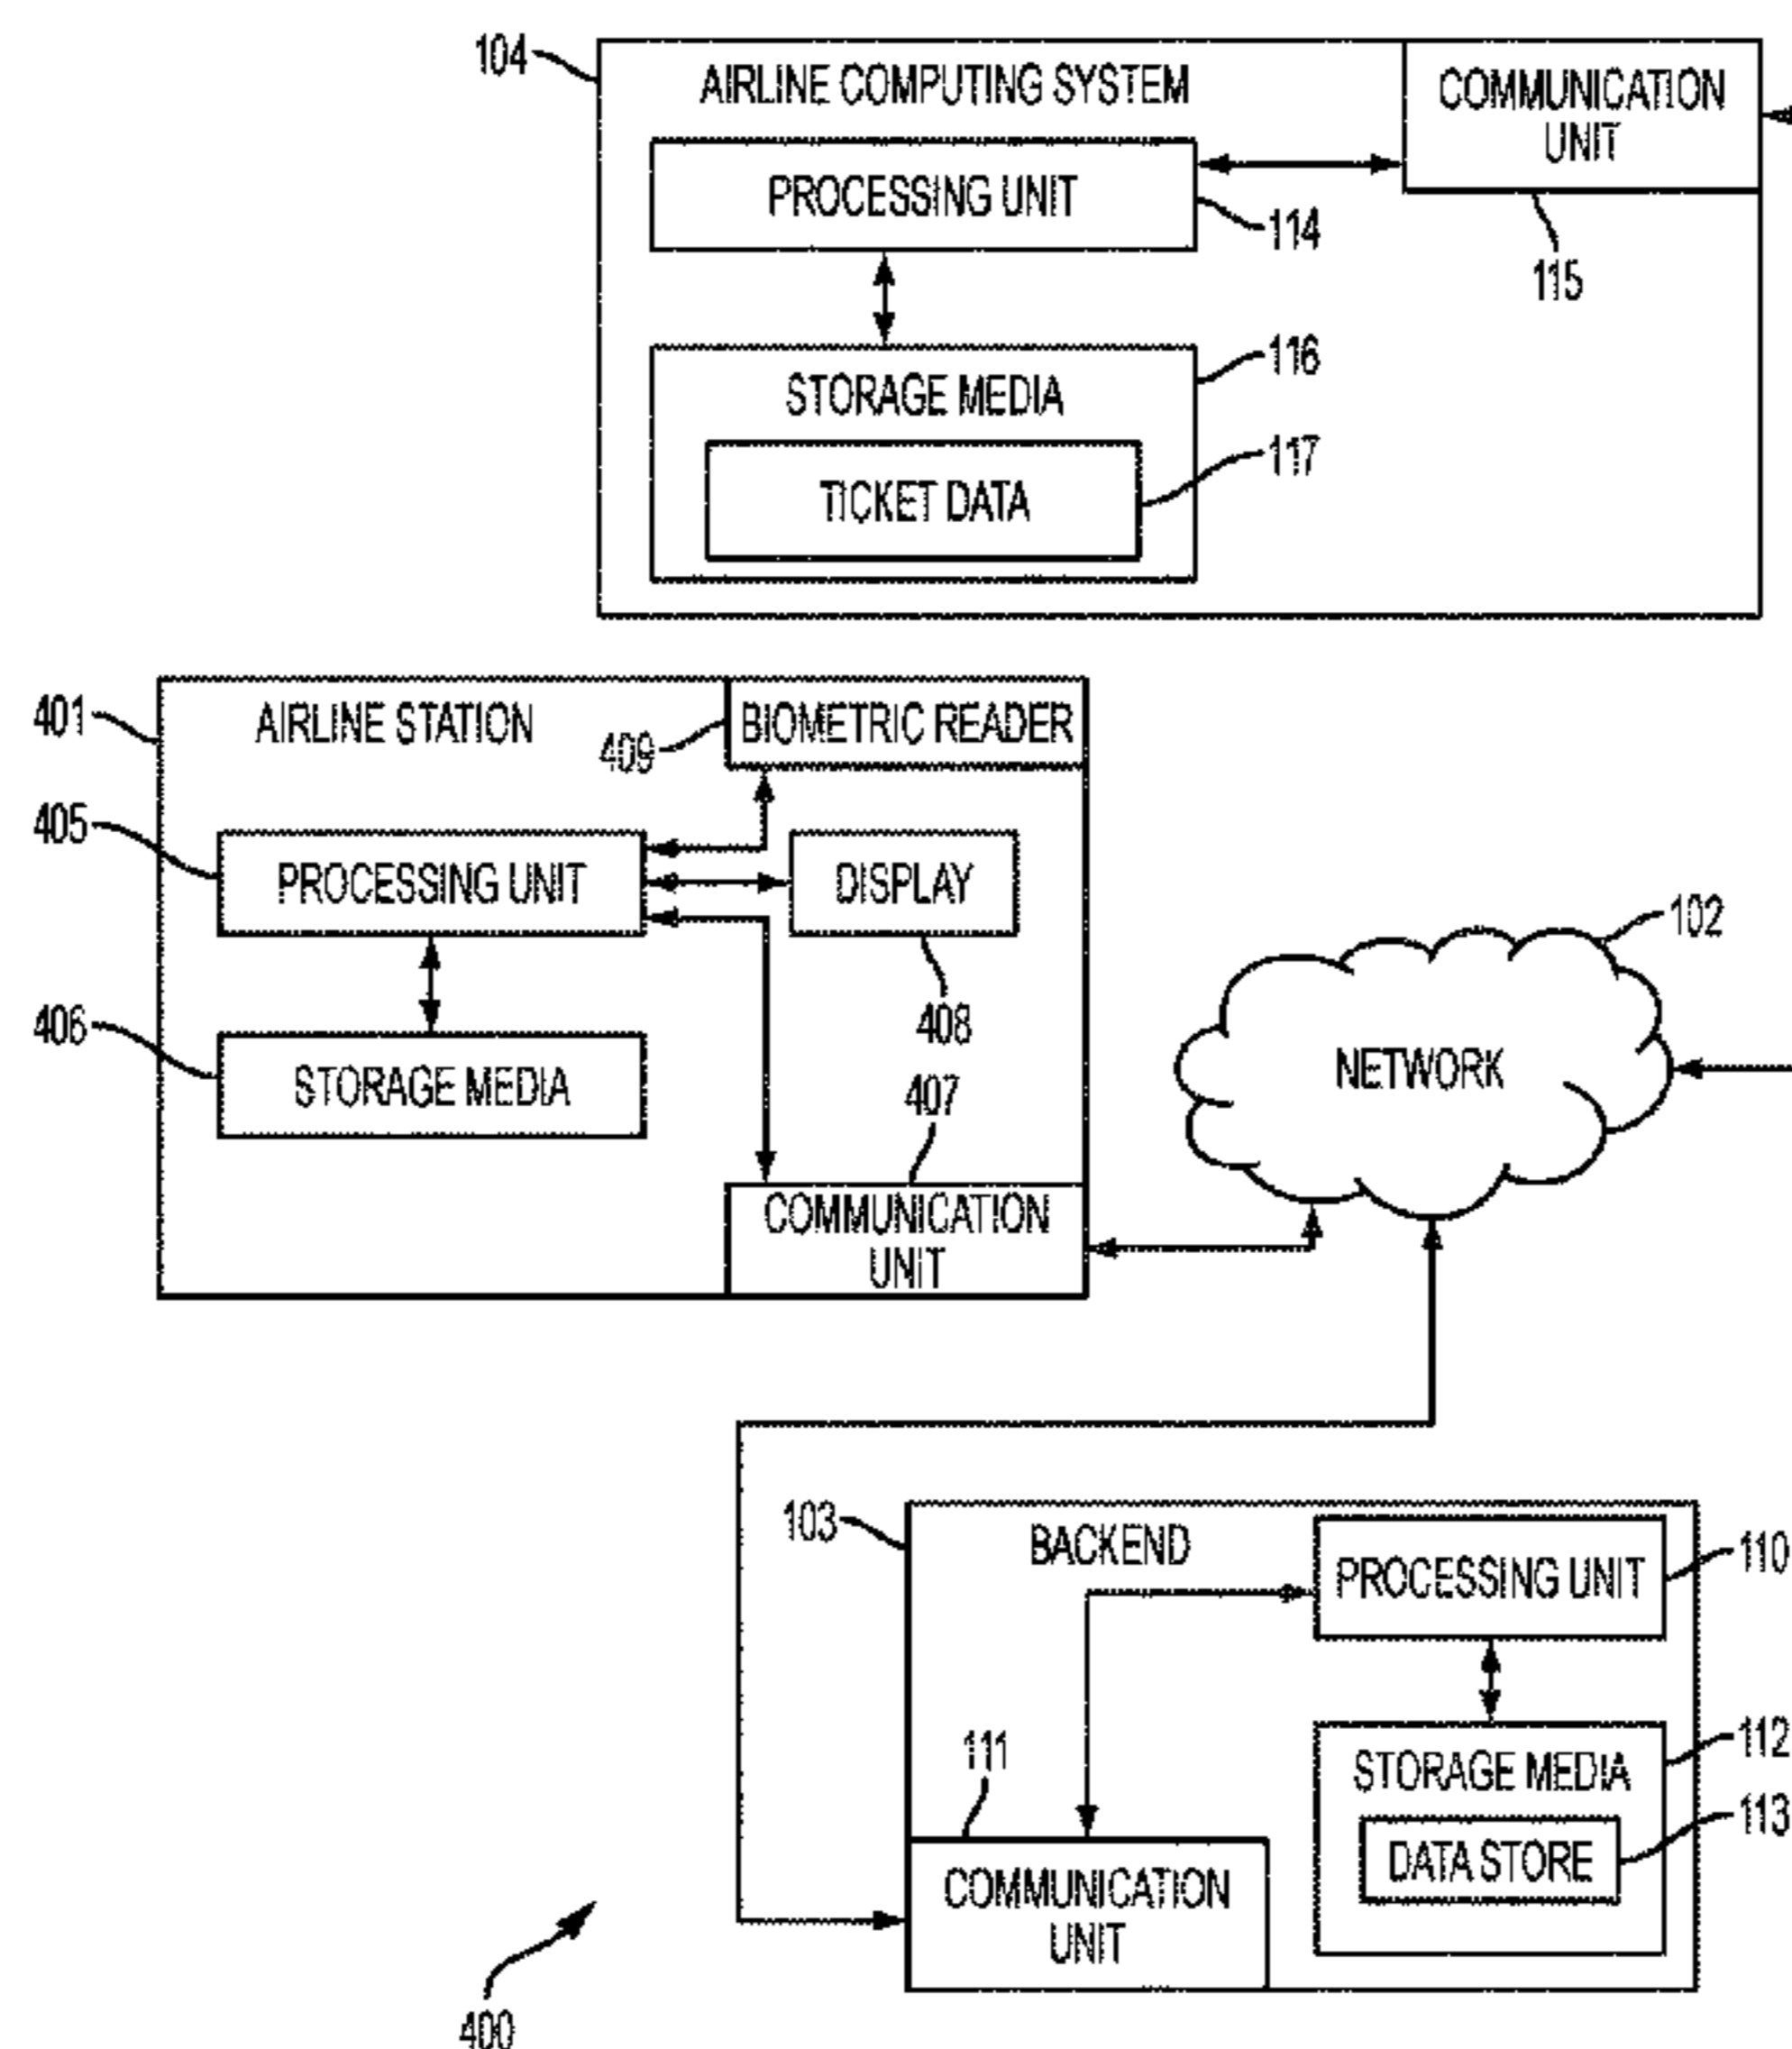 104
AIRLINE COMPUTING SYSTEM
COMMUNICATION
UNIT
PROCESSING UNIT
114
115
STORAGE MEDIA
116
TICKET DATA
117
401
AIRLINE STATION
409
BIOMETRIC READER
405
PROCESSING UNIT
DISPLAY
408
406
STORAGE MEDIA
407
COMMUNICATION
UNIT
102
NETWORK
103
BACKEND
PROCESSING UNIT
110
111
STORAGE MEDIA
112
DATA STORE
113
COMMUNICATION
UNIT
400